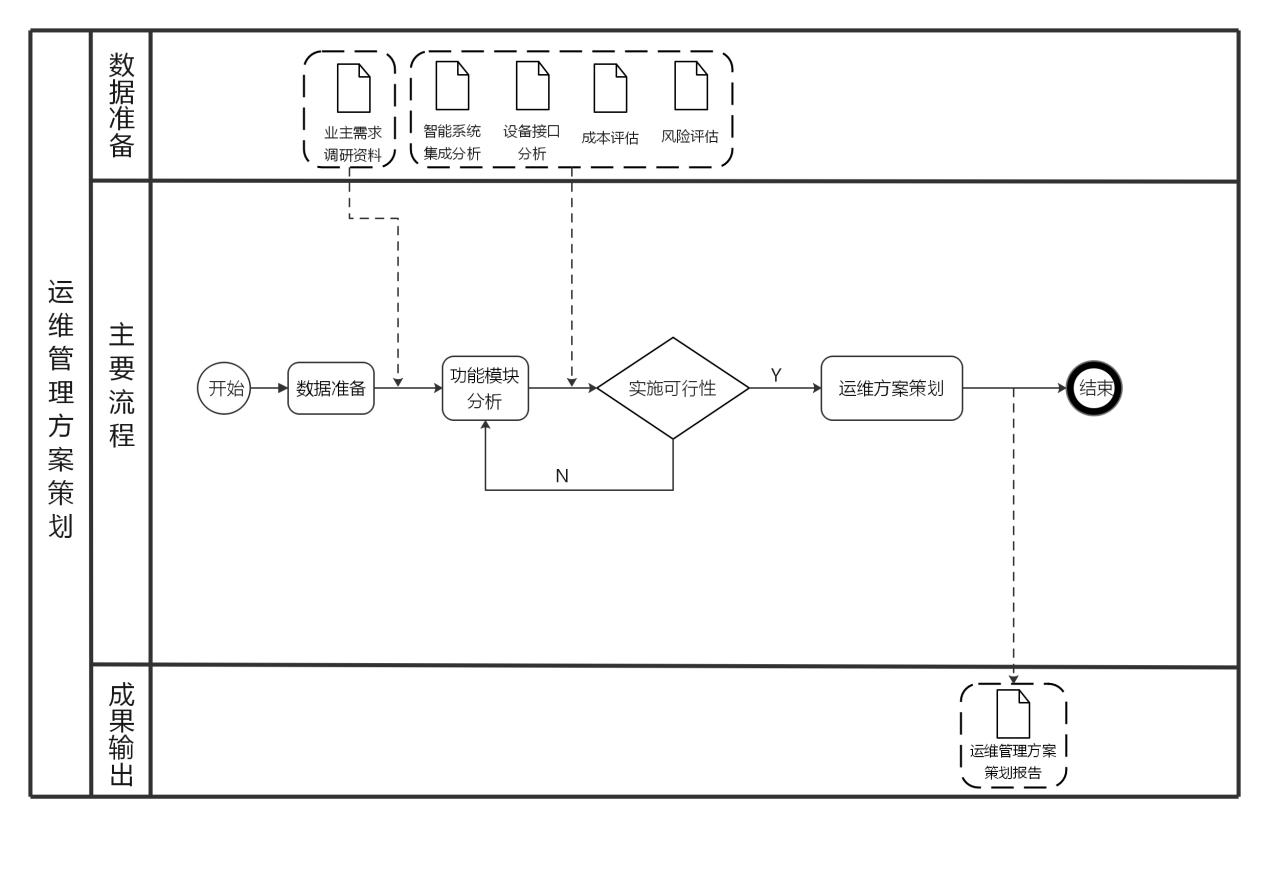 运维管理方案策划
数据准备
业主需求
调研资料
智能系统
集成分析
设备接口
分析
成本评估
风险评估
主要流程
开始
数据准备
功能模块
分析
实施可行性
Y
N
运维方案策划
结束
成果输出
运维管理方案
策划报告